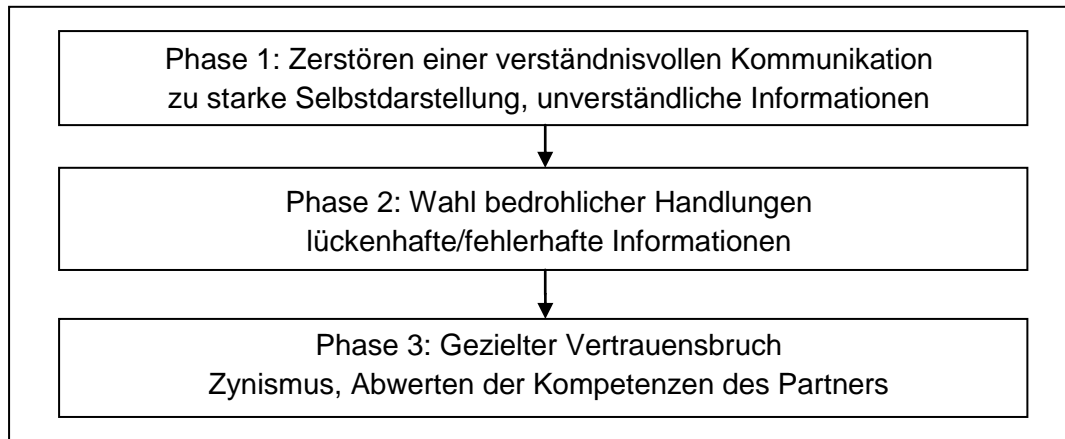 Phase 1: Zerstören einer verständnisvollen Kommunikation
zu starke Selbstdarstellung, unverständliche Informationen
Phase 2: Wahl bedrohlicher Handlungen
lückenhafte/fehlerhafte Informationen
Phase 3: Gezielter Vertrauensbruch
Zynismus, Abwerten der Kompetenzen des Partners